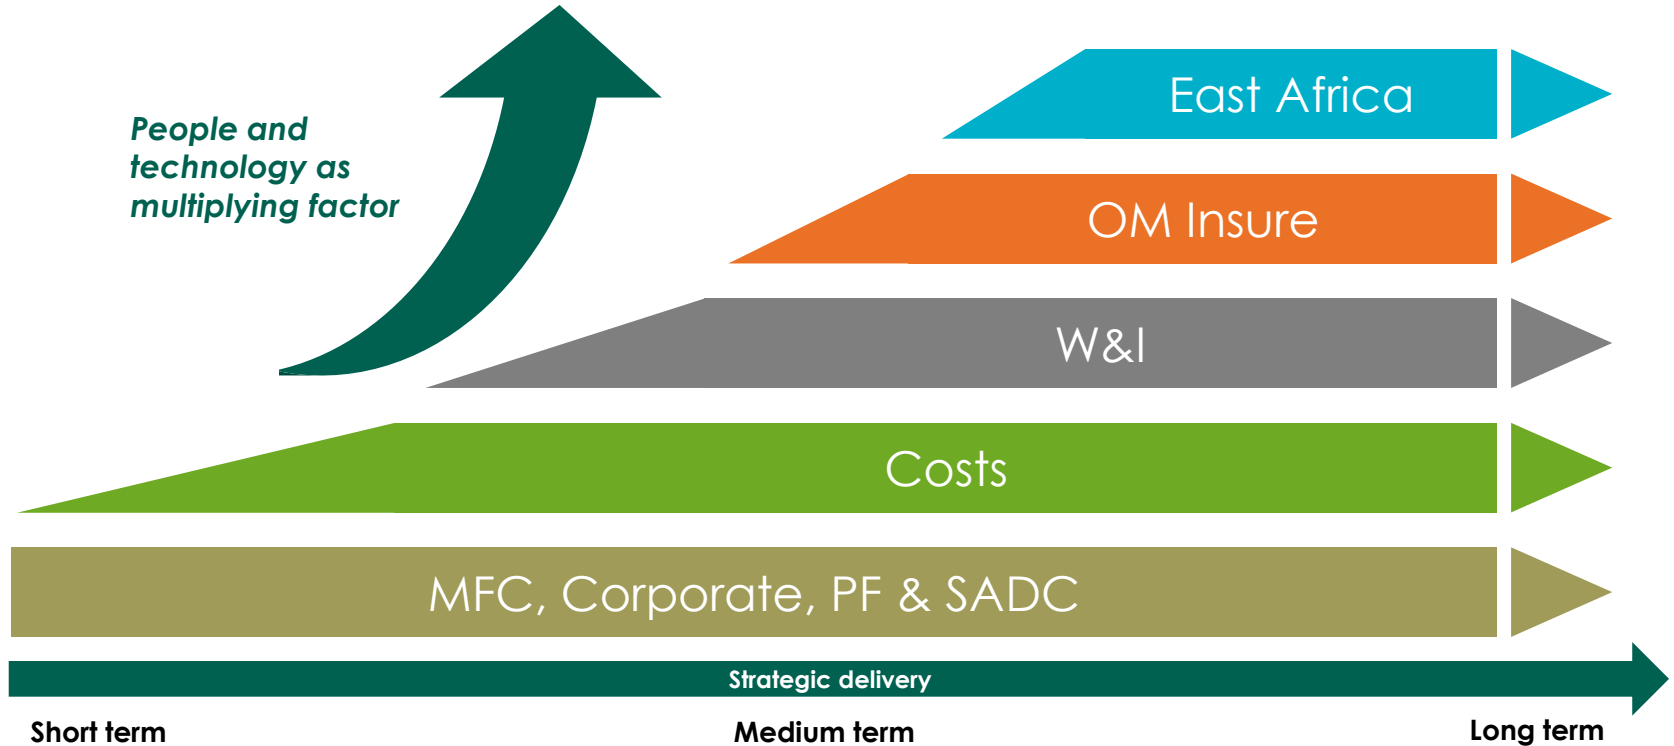 People and
technology as
multiplying factor
East Africa
OM Insure
W&I
Costs
MFC, Corporate, PF & SADC
Strategic delivery
Short term
Medium term
Long term